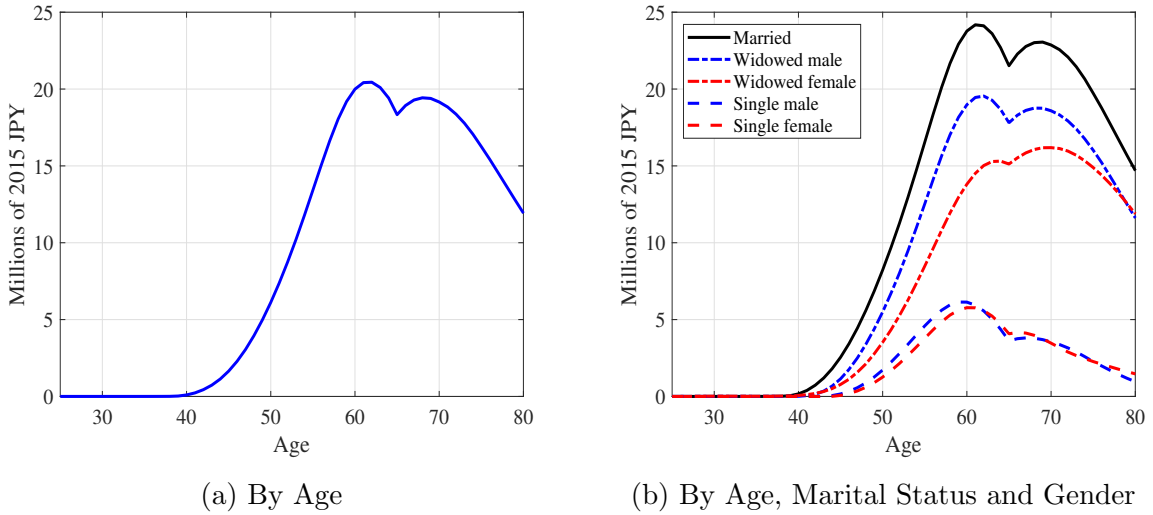 Millions of 2015 JPY
25
20
15
10
5
0
30
40
50
60
70
80
Age
(a) By Age
Millions of 2015 JPY
25
20
15
10
5
0
Married
Widowed male
Widowed female
Single male
Single female
30
40
50
60
70
80
Age
(b) By Age, Marital Status and Gender